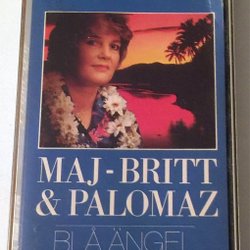 MAJ-BRITT
& PALOMAZ
BLÅ ÄNGEL